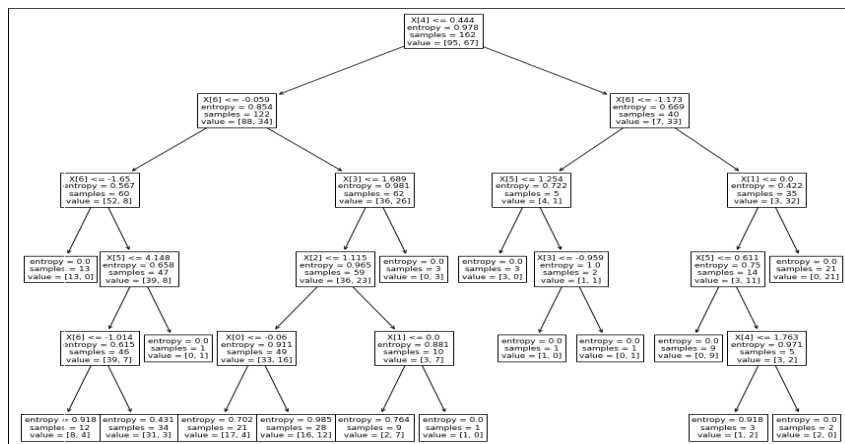 X[4] <= 0.444
entropy = 0.978
samples = 162
value = [95, 67]
X[6] <= -0.059
entropy = 0.854
samples = 122
value = [88, 34]
X[6] <= -1.173
entropy = 0.669
samples = 40
value = [7, 33]
X[6] <= -1.65
entropy = 0.567
samples = 60
value = [52, 8]
X[3] <= 1.689
entropy = 0.981
samples = 62
value = [36, 26]
X[5] <= 1.254
entropy = 0.722
samples = 5
value = [4, 1]
X[1] <= 0.0
entropy = 0.422
samples = 35
value = [3, 32]
entropy = 0.0
samples = 13
value = [13, 0]
X[5] <= 4.148
entropy = 0.658
samples = 47
value = [39, 8]
X[2] <= 1.115
entropy = 0.965
samples = 59
value = [36, 23]
entropy = 0.0
samples = 3
value = [0, 3]
entropy = 0.0
samples = 3
value = [3, 0]
X[3] <= -0.959
entropy = 1.0
samples = 2
value = [1, 1]
X[5] <= 0.611
entropy = 0.75
samples = 14
value = [3, 11]
entropy = 0.0
samples = 21
value = [0, 21]
X[6] <= -1.014
entropy = 0.615
samples = 46
value = [39, 7]
entropy = 0.0
samples = 1
value = [0, 1]
X[0] <= -0.06
entropy = 0.911
samples = 49
value = [33, 16]
X[1] <= 0.0
entropy = 0.881
samples = 10
value = [3, 7]
entropy = 0.0
samples = 1
value = [1, 0]
entropy = 0.0
samples = 1
value = [0, 1]
entropy = 0.0
samples = 9
value = [0, 9]
X[4] <= 1.763
entropy = 0.971
samples = 5
value = [3, 2]
entropy = 0.918
samples = 12
value = [8, 4]
entropy = 0.431
samples = 34
value = [31, 3]
entropy = 0.702
samples = 21
value = [17, 4]
entropy = 0.985
samples = 28
value = [16, 12]
entropy = 0.764
samples = 9
value = [2, 7]
entropy = 0.0
samples = 1
value = [1, 0]
entropy = 0.918
samples = 3
value = [1, 2]
entropy = 0.0
samples = 2
value = [2, 0]